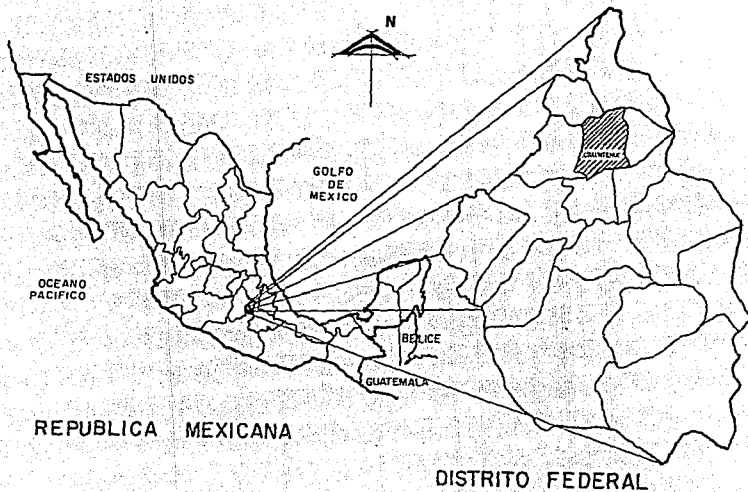 N
ESTADOS UNIDOS
GOLFO
DE
MEXICO
OCEANO
PACIFICO
BELICE
GUATEMALA
REPUBLICA MEXICANA
DISTRITO FEDERAL